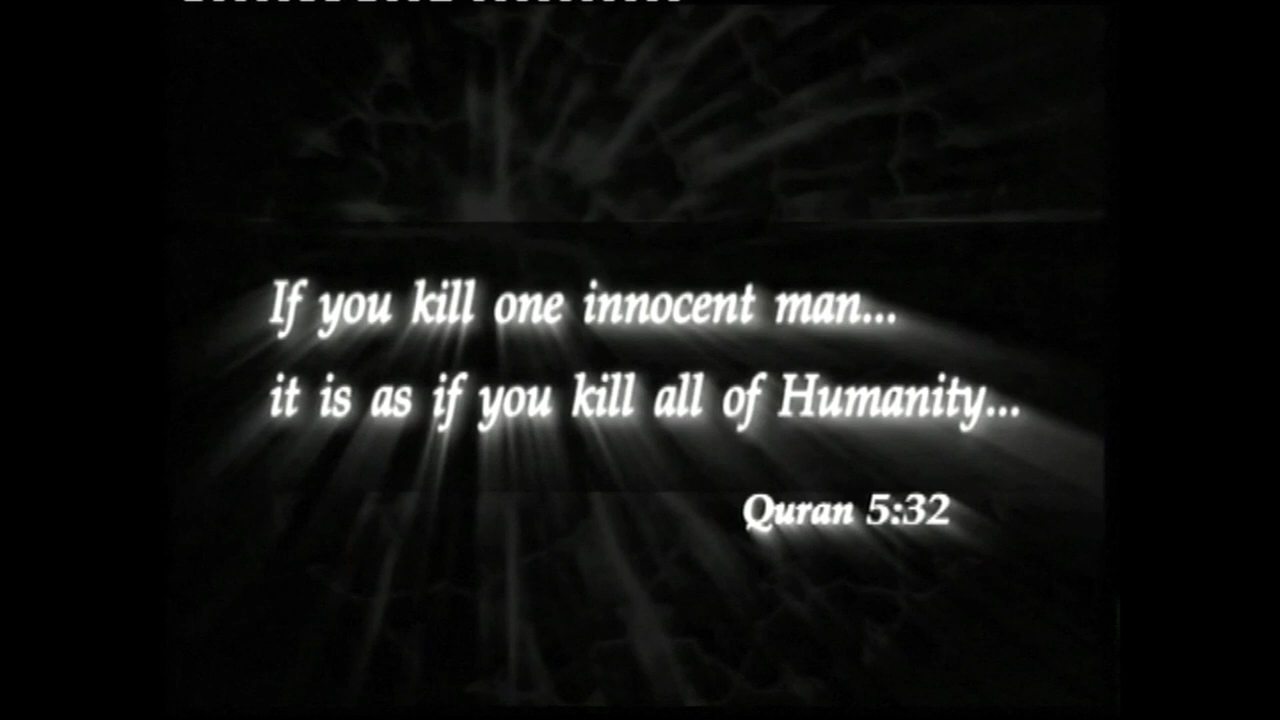 If you kill one innocent man...
it is as if you kill all of Humanity...
Quran 5:32